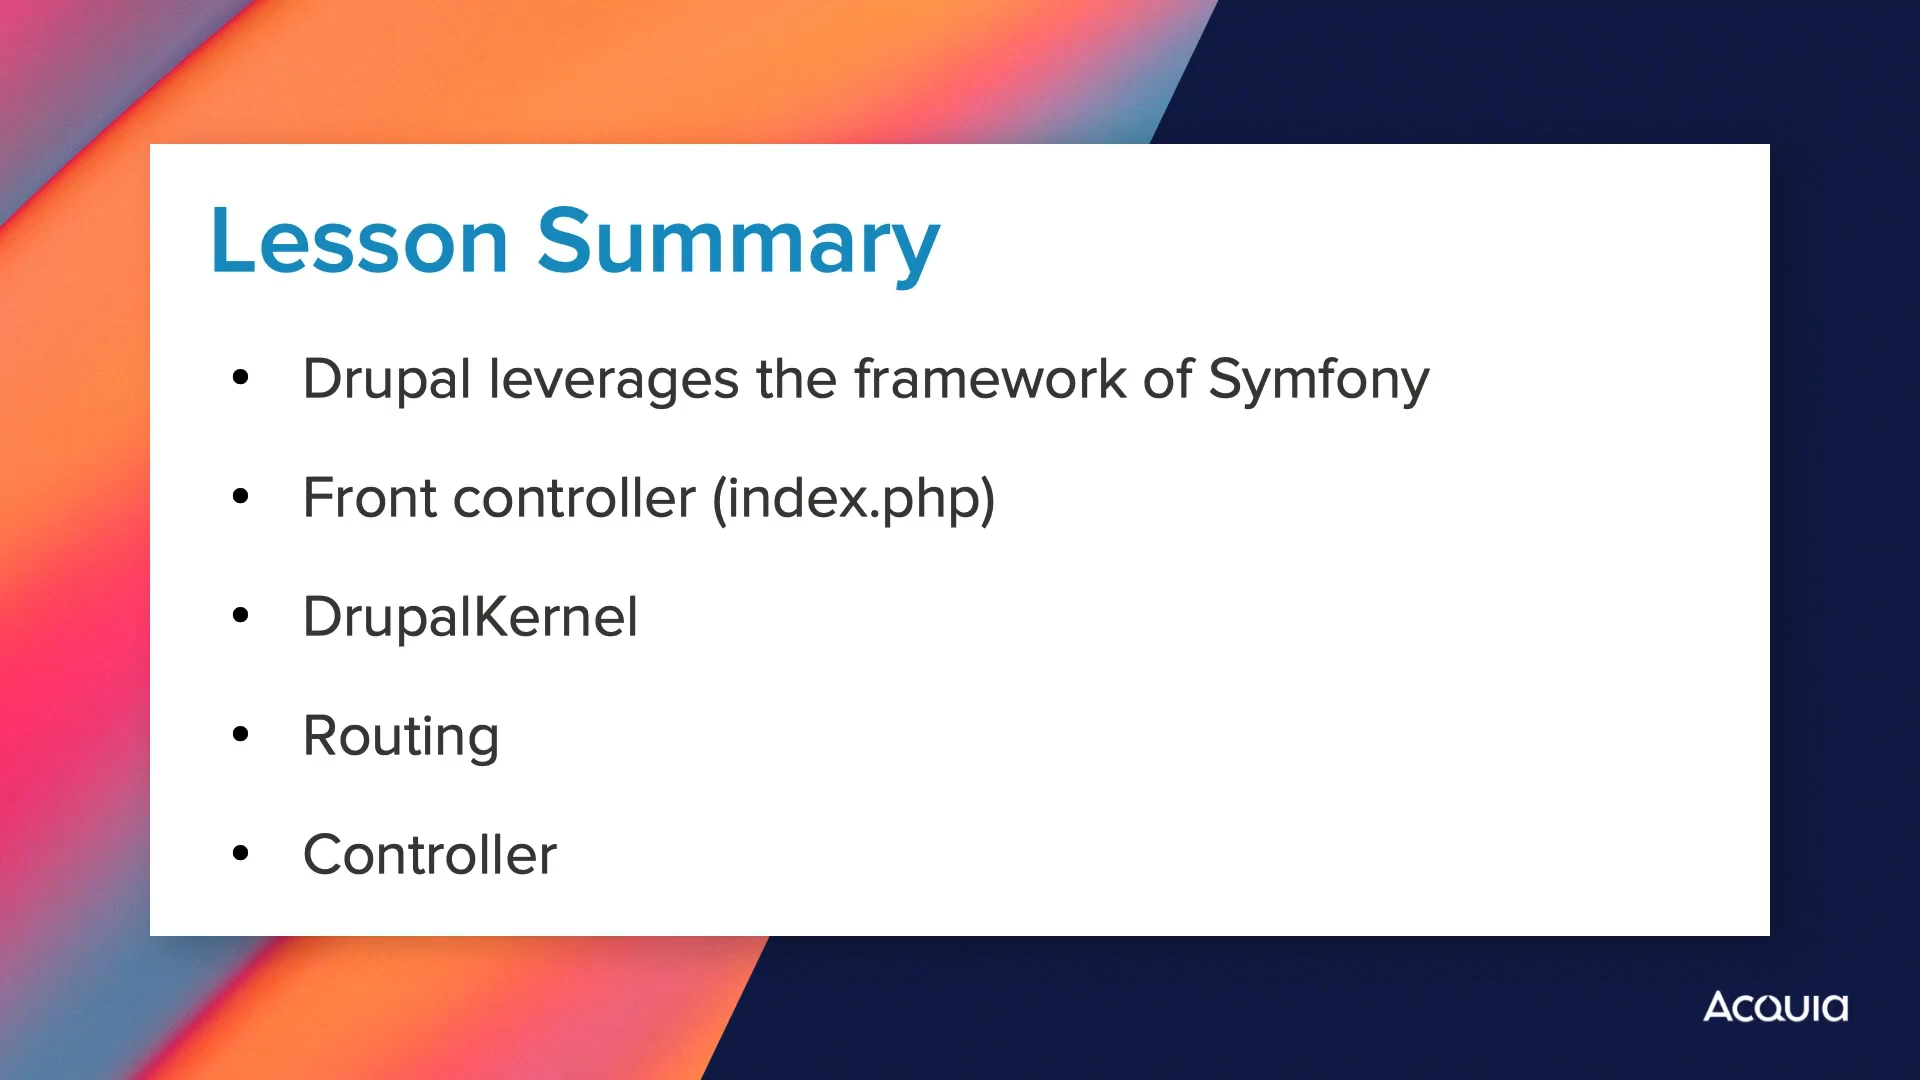 Lesson Summary
• Drupal leverages the framework of Symfony
• Front controller (index.php)
• DrupalKernel
• Routing
• Controller
Acquia